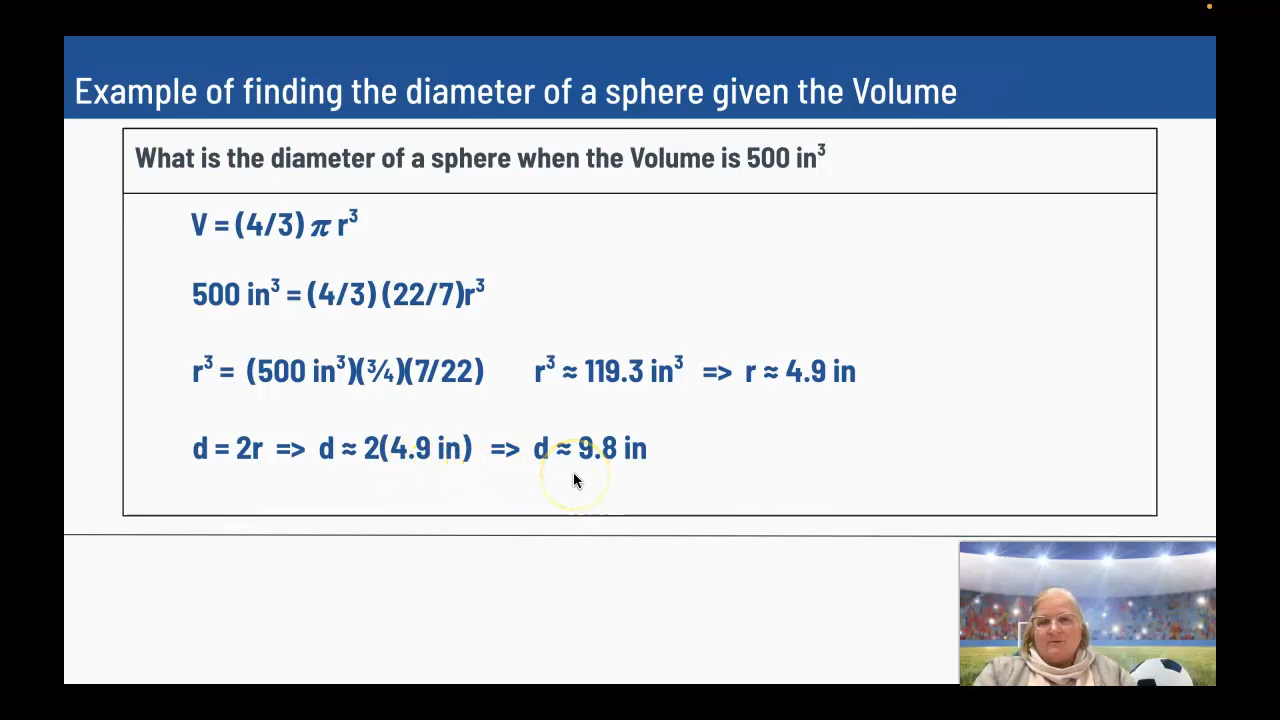 Example of finding the diameter of a sphere given the Volume
What is the diameter of a sphere when the Volume is 500 in³
V = (4/3) 𝝅 r³
500 in³ = (4/3) (22/7)r³
r³ = (500 in³)(¾)(7/22) r³ ≈ 119.3 in³ => r ≈ 4.9 in
d = 2r => d ≈ 2(4.9 in) => d ≈ 9.8 in